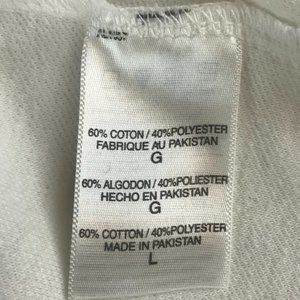 60% COTON / 40%POLYESTER
FABRIQUE AU PAKISTAN
G
60% ALGODON / 40%POLIESTER
HECHO EN PAKISTAN
G
60% COTTON / 40%POLYESTER
MADE IN PAKISTAN
L